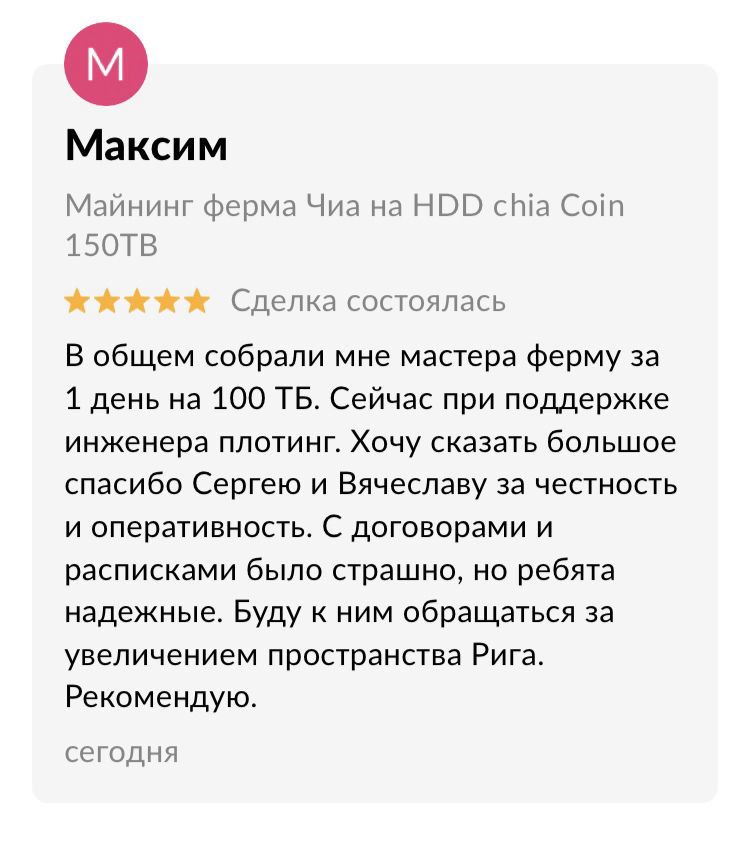 М
Максим
Майнинг ферма Чиа на HDD chia Coin
150ТВ
Сделка состоялась
В общем собрали мне мастера ферму за
1 день на 100 ТБ. Сейчас при поддержке
инженера плотинг. Хочу сказать большое
спасибо Сергею и Вячеславу за честность
и оперативность. С договорами и
расписками было страшно, но ребята
надежные. Буду к ним обращаться за
увеличением пространства Рига.
Рекомендую.
сегодня